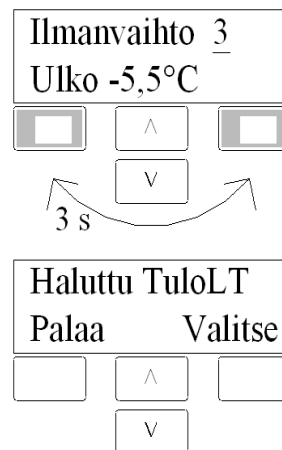 Ilmanvaihto 3
Ulko -5,5°C
Λ
V
3 s
Haluttu TuloLT
Palaa Valitse
Λ
V